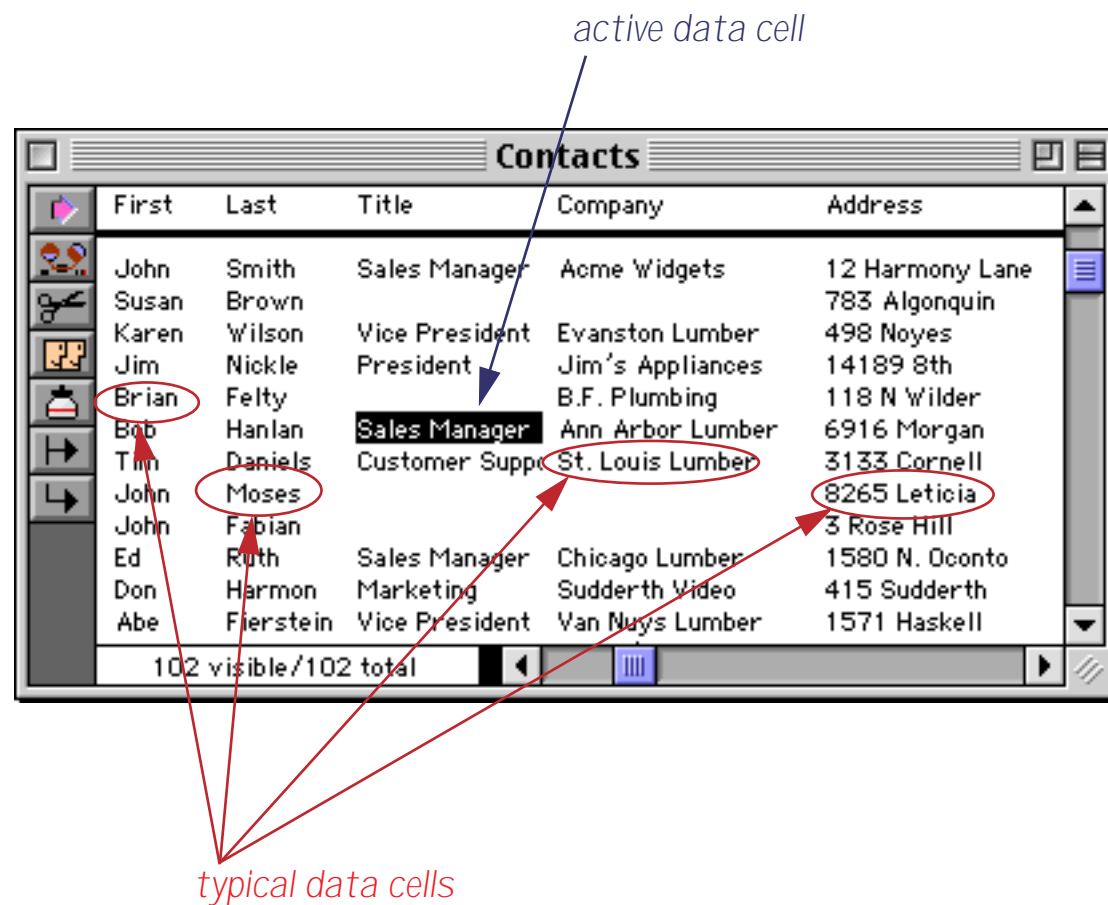 active data cell
Contacts
First Last Title Company Address
John Smith Sales Manager Acme Widgets 12 Harmony Lane
Susan Brown 783 Algonquin
Karen Wilson Vice President Evanston Lumber 498 Noyes
Jim Nickle President Jim's Appliances 14189 8th
Brian Felty B.F. Plumbing 118 N Wilder
Bob Hanlan Sales Manager Ann Arbor Lumber 6916 Morgan
Tim Daniels Customer Suppo St. Louis Lumber 3133 Cornell
John Moses 8265 Leticia
John Fabian 3 Rose Hill
Ed Ruth Sales Manager Chicago Lumber 1580 N. Oconto
Don Harmon Marketing Sudderth Video 415 Sudderth
Abe Fierstein Vice President Van Nuys Lumber 1571 Haskell
102 visible/102 total
typical data cells